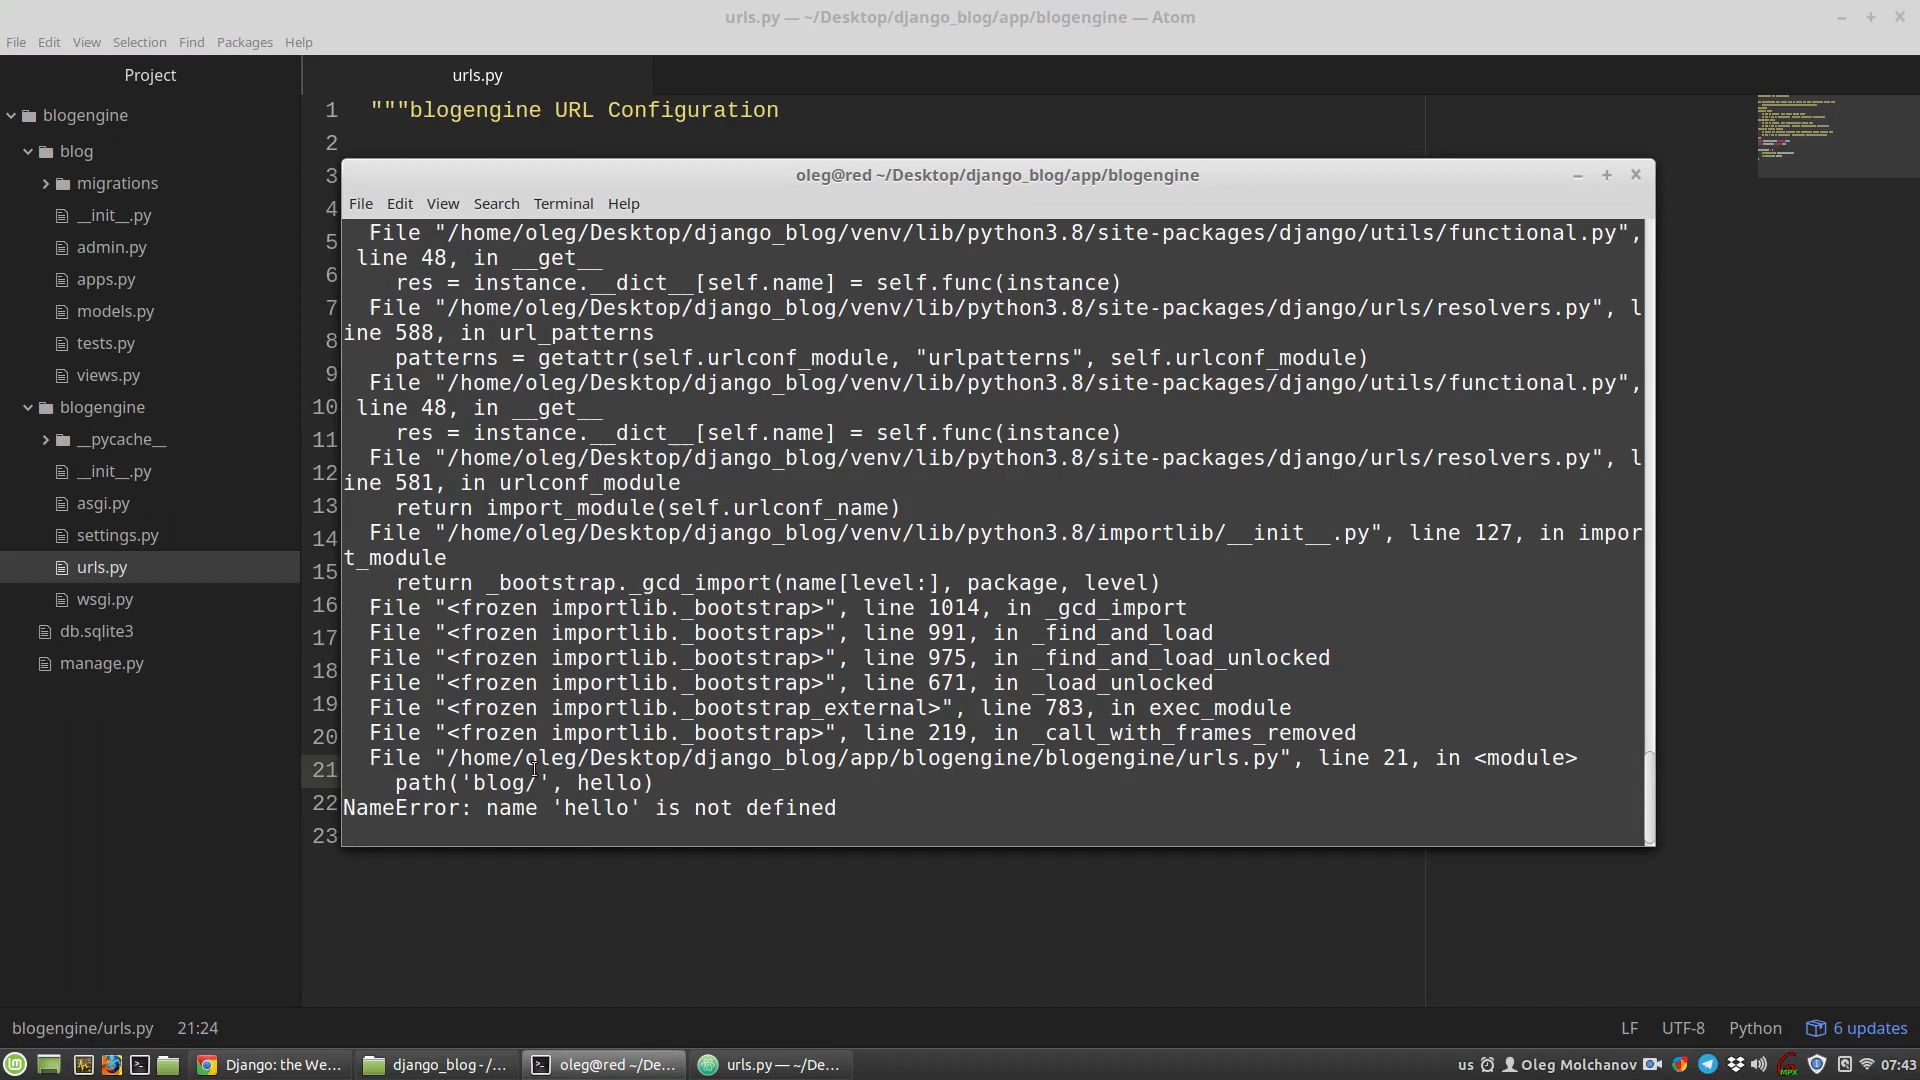 urls.py — ~/Desktop/django_blog/app/blogengine — Atom
File Edit View Selection Find Packages Help
Project
urls.py
blogengine
blog
migrations
__init__.py
admin.py
apps.py
models.py
tests.py
views.py
blogengine
__pycache__
__init__.py
asgi.py
settings.py
urls.py
wsgi.py
db.sqlite3
manage.py
1 """blogengine URL Configuration
2
3
4
5
6
7
8
9
10
11
12
13
14
15
16
17
18
19
20
21
22
23
oleg@red ~/Desktop/django_blog/app/blogengine
File Edit View Search Terminal Help
File "/home/oleg/Desktop/django_blog/venv/lib/python3.8/site-packages/django/utils/functional.py",
line 48, in __get__
res = instance.__dict__[self.name] = self.func(instance)
File "/home/oleg/Desktop/django_blog/venv/lib/python3.8/site-packages/django/urls/resolvers.py", l
ine 588, in url_patterns
patterns = getattr(self.urlconf_module, "urlpatterns", self.urlconf_module)
File "/home/oleg/Desktop/django_blog/venv/lib/python3.8/site-packages/django/utils/functional.py",
line 48, in __get__
res = instance.__dict__[self.name] = self.func(instance)
File "/home/oleg/Desktop/django_blog/venv/lib/python3.8/site-packages/django/urls/resolvers.py", l
ine 581, in urlconf_module
return import_module(self.urlconf_name)
File "/home/oleg/Desktop/django_blog/venv/lib/python3.8/importlib/__init__.py", line 127, in impor
t_module
return _bootstrap._gcd_import(name[level:], package, level)
File "<frozen importlib._bootstrap>", line 1014, in _gcd_import
File "<frozen importlib._bootstrap>", line 991, in _find_and_load
File "<frozen importlib._bootstrap>", line 975, in _find_and_load_unlocked
File "<frozen importlib._bootstrap>", line 671, in _load_unlocked
File "<frozen importlib._bootstrap_external>", line 783, in exec_module
File "<frozen importlib._bootstrap>", line 219, in _call_with_frames_removed
File "/home/oleg/Desktop/django_blog/app/blogengine/blogengine/urls.py", line 21, in <module>
path('blog/', hello)
NameError: name 'hello' is not defined
blogengine/urls.py 21:24
LF UTF-8 Python 6 updates
Django: the We... django_blog - /... oleg@red ~/De... urls.py — ~/De... us Oleg Molchanov 07:43